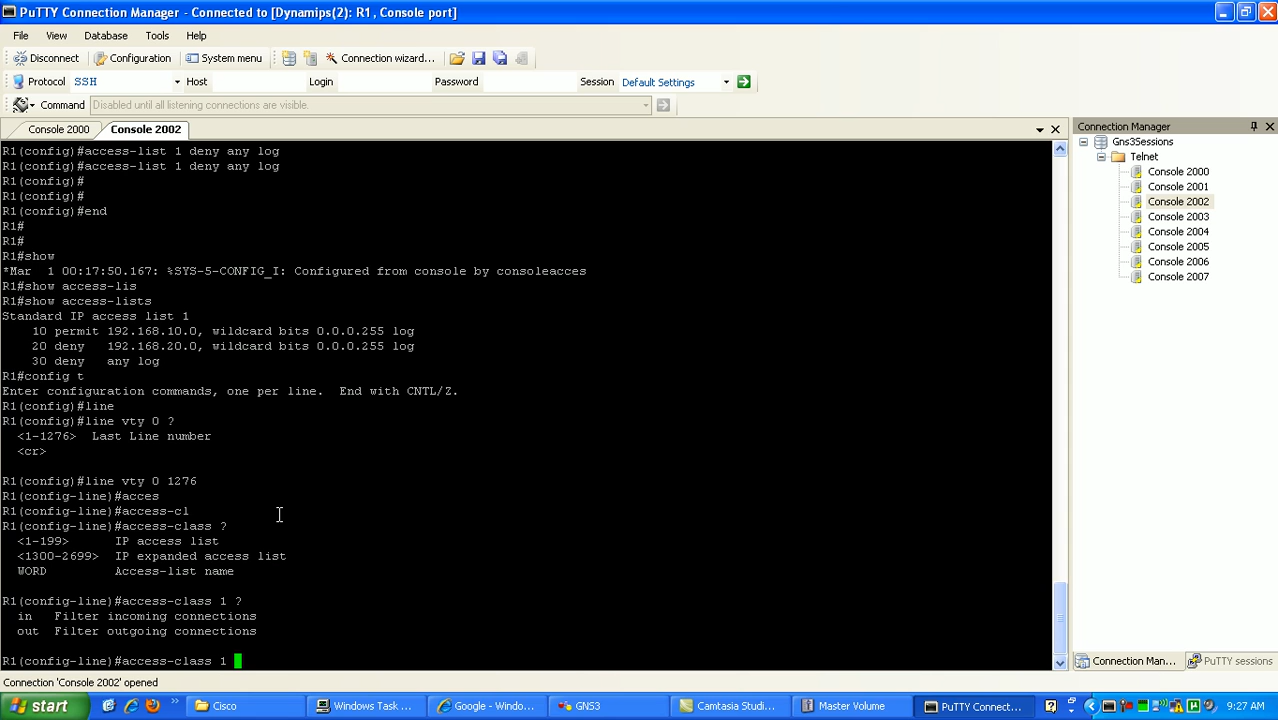 PuTTY Connection Manager - Connected to [Dynamips(2): R1, Console port]
File View Database Tools Help
Disconnect Configuration System menu Connection wizard...
Protocol SSH Host Login Password Session Default Settings
Command Disabled until all listening connections are visible.
Console 2000 Console 2002
R1(config)#access-list 1 deny any log
R1(config)#access-list 1 deny any log
R1(config)#
R1(config)#
R1(config)#end
R1#
R1#
R1#show
*Mar  1 00:17:50.167: %SYS-5-CONFIG_I: Configured from console by consoleacces
R1#show access-lis
R1#show access-lists
Standard IP access list 1
    10 permit 192.168.10.0, wildcard bits 0.0.0.255 log
    20 deny   192.168.20.0, wildcard bits 0.0.0.255 log
    30 deny   any log
R1#config t
Enter configuration commands, one per line.  End with CNTL/Z.
R1(config)#line
R1(config)#line vty 0 ?
  <1-1276>  Last Line number
  <cr>
R1(config)#line vty 0 1276
R1(config-line)#acces
R1(config-line)#access-cl
R1(config-line)#access-class ?
  <1-199>      IP access list
  <1300-2699>  IP expanded access list
  WORD         Access-list name
R1(config-line)#access-class 1 ?
  in   Filter incoming connections
  out  Filter outgoing connections
R1(config-line)#access-class 1
Connection Manager
Gns3Sessions
Telnet
Console 2000
Console 2001
Console 2002
Console 2003
Console 2004
Console 2005
Console 2006
Console 2007
Connection Man... PuTTY sessions
Connection 'Console 2002' opened
start Cisco Windows Task ... Google - Windo... GNS3 Camtasia Studi... Master Volume PuTTY Connect... 9:27 AM